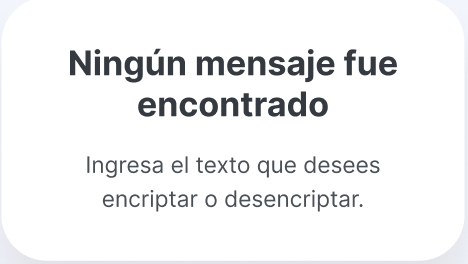 Ningún mensaje fue
encontrado
Ingresa el texto que desees
encriptar o desencriptar.